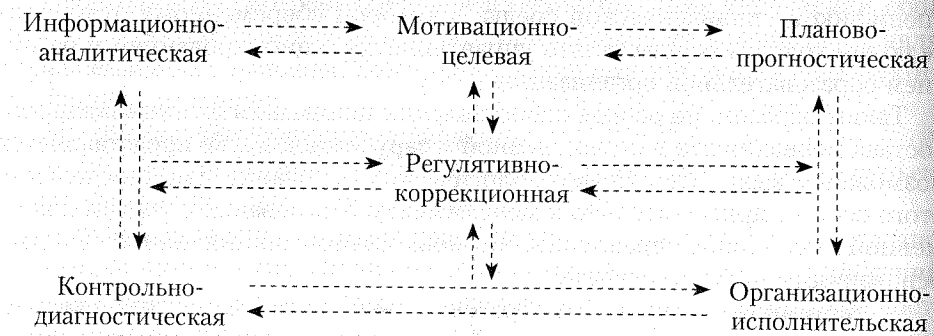 Информационно-
аналитическая
Мотивационно-
целевая
Планово-
прогностическая
Регулятивно-
коррекционная
Контрольно-
диагностическая
Организационно-
исполнительская